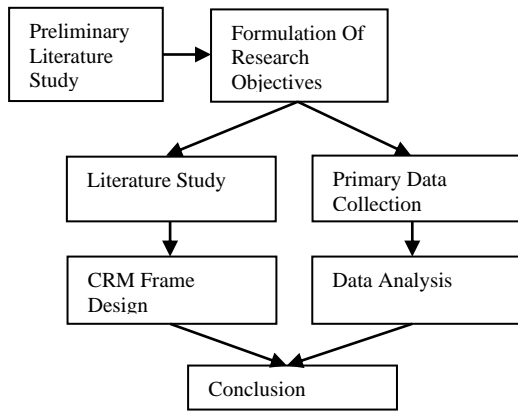 Preliminary
Literature
Study
Formulation Of
Research
Objectives
Literature Study
Primary Data
Collection
CRM Frame
Design
Data Analysis
Conclusion